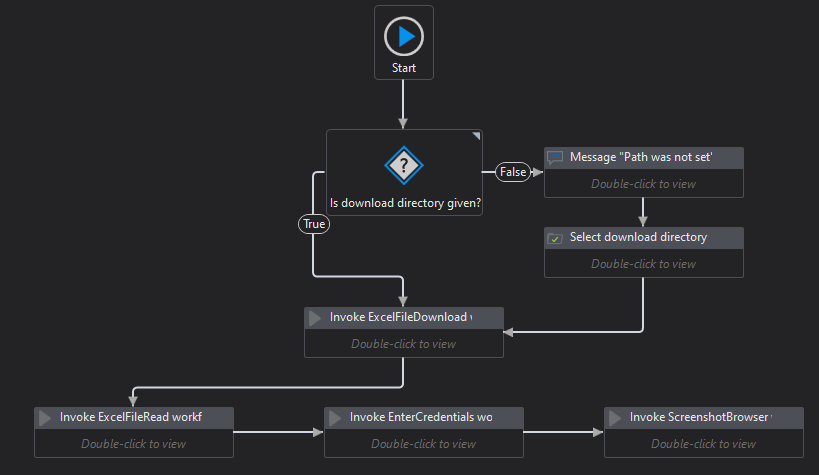 Start
Is download directory given?
False
True
Message "Path was not set'
Double-click to view
Select download directory
Double-click to view
Invoke ExcelFileDownload
Double-click to view
Invoke ExcelFileRead workf
Double-click to view
Invoke EnterCredentials wo
Double-click to view
Invoke ScreenshotBrowser
Double-click to view